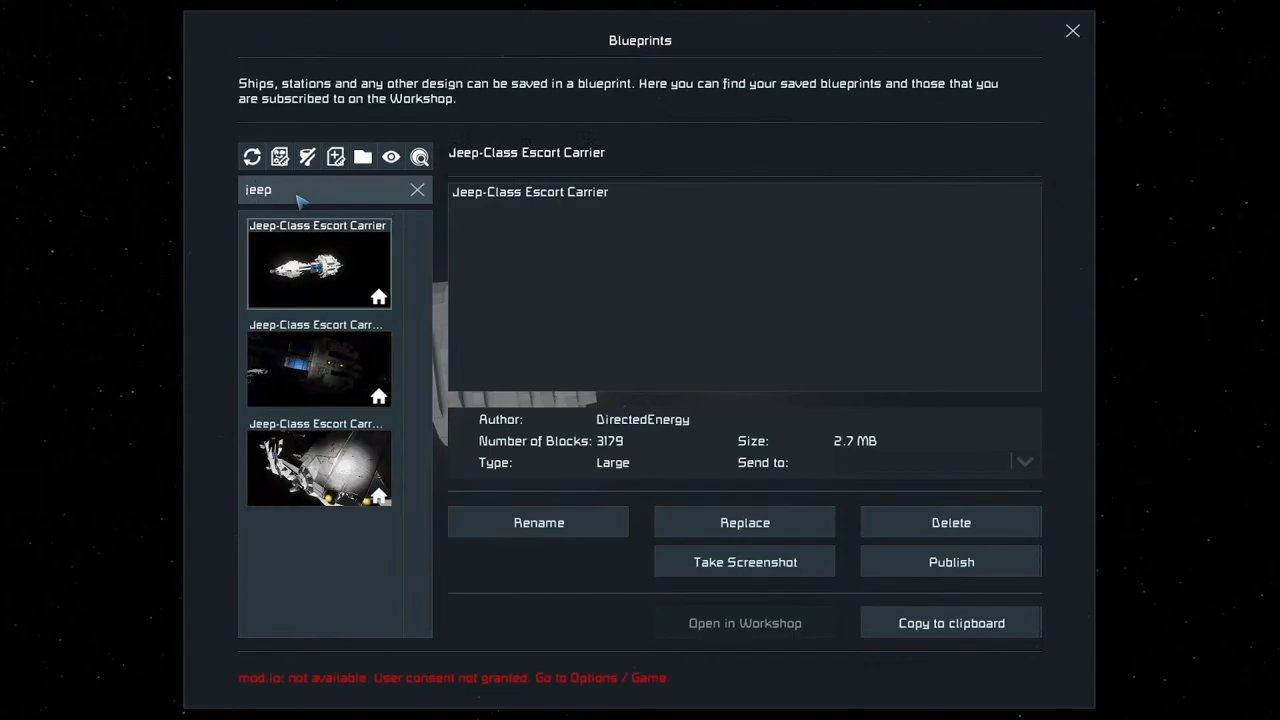 Blueprints
Ships, stations and any other design can be saved in a blueprint. Here you can find your saved blueprints and those that you
are subscribed to on the Workshop.
Jeep-Class Escort Carrier
jeep
Jeep-Class Escort Carrier
Jeep-Class Escort Carrier
Jeep-Class Escort Carr...
Jeep-Class Escort Carr...
Author: DirectedEnergy
Number of Blocks: 3179 Size: 2.7 MB
Type: Large Send to:
Rename Replace Delete
Take Screenshot Publish
Open in Workshop Copy to clipboard
mod.io: not available. User consent not granted. Go to Options / Game.